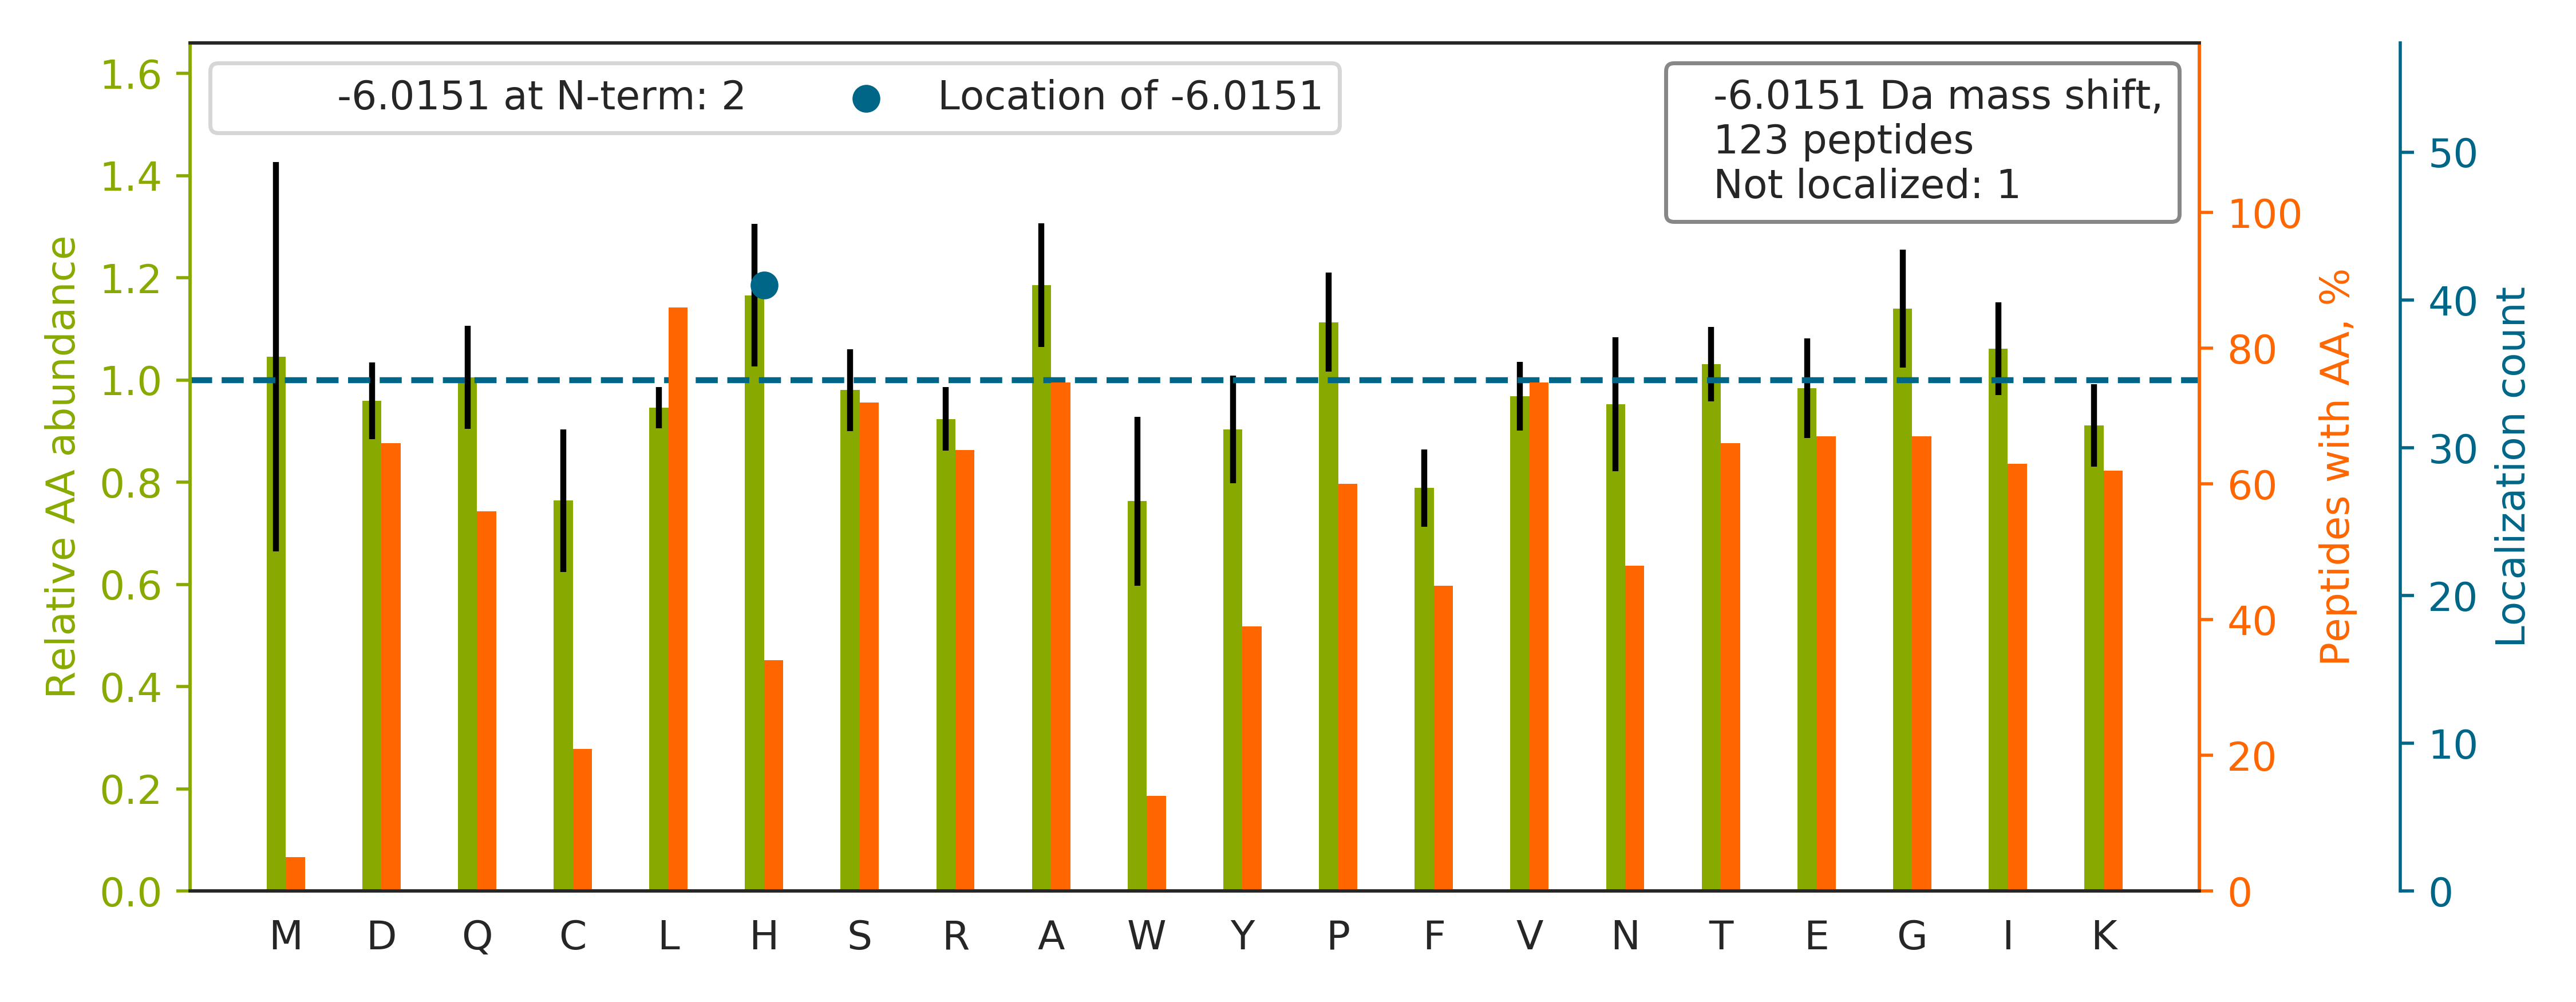 -6.0151 at N-term: 2
Location of -6.0151
-6.0151 Da mass shift,
123 peptides
Not localized: 1
Relative AA abundance
1.6
1.4
1.2
1.0
0.8
0.6
0.4
0.2
0.0
M D Q C L H S R A W Y P F V N T E G I K
100
80
60
40
20
0
Peptides with AA, %
50
40
30
20
10
0
Localization count